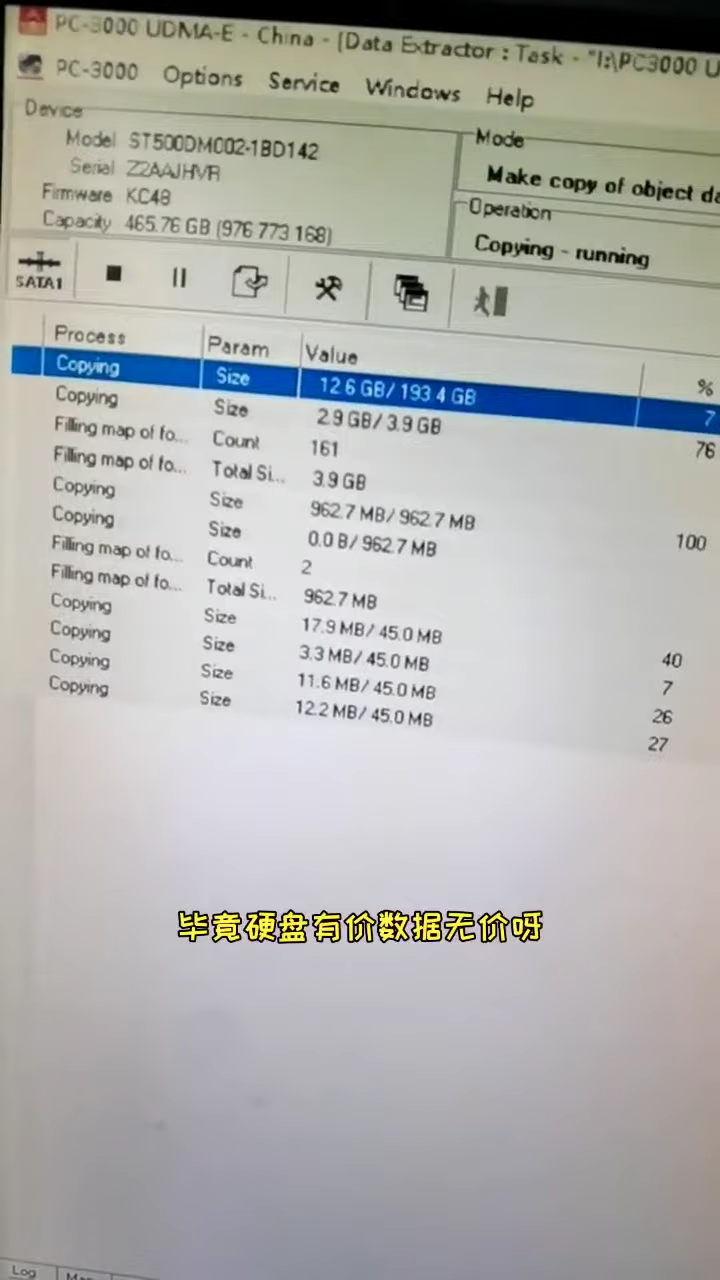 PC-3000 UDMA-E - China - [Data Extractor : Task - "I:\PC3000 U
PC-3000 Options Service Windows Help
Device
Model ST500DM002-1BD142
Serial Z2AAJHVR
Firmware KC48
Capacity 465.76 GB (976 773 168)
Mode
Make copy of object da
Operation
Copying - running
SATA1
Process Param Value %
Copying Size 12.6 GB/ 193.4 GB 7
Copying Size 2.9 GB/ 3.9 GB 76
Filling map of fo... Count 161
Filling map of fo... Total Si... 3.9 GB
Copying Size 962.7 MB/ 962.7 MB 100
Copying Size 0.0 B/ 962.7 MB
Filling map of fo... Count 2
Filling map of fo... Total Si... 962.7 MB
Copying Size 17.9 MB/ 45.0 MB 40
Copying Size 3.3 MB/ 45.0 MB 7
Copying Size 11.6 MB/ 45.0 MB 26
Copying Size 12.2 MB/ 45.0 MB 27
毕竟硬盘有价数据无价呀
Log